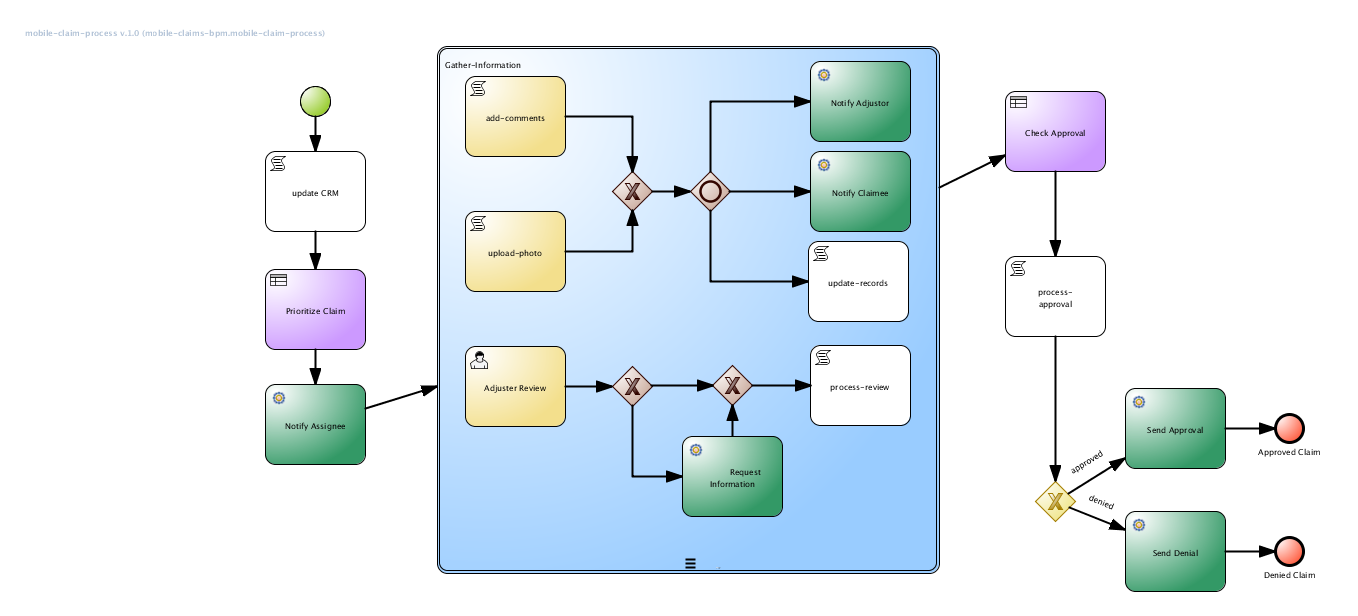 mobile-claim-process v.1.0 (mobile-claims-bpm.mobile-claim-process)
update CRM
Prioritize Claim
Notify Assignee
Gather-Information
add-comments
upload-photo
Notify Adjustor
Notify Claimee
update-records
Adjuster Review
Request
Information
process-review
Check Approval
process-
approval
approved
denied
Send Approval
Approved Claim
Send Denial
Denied Claim